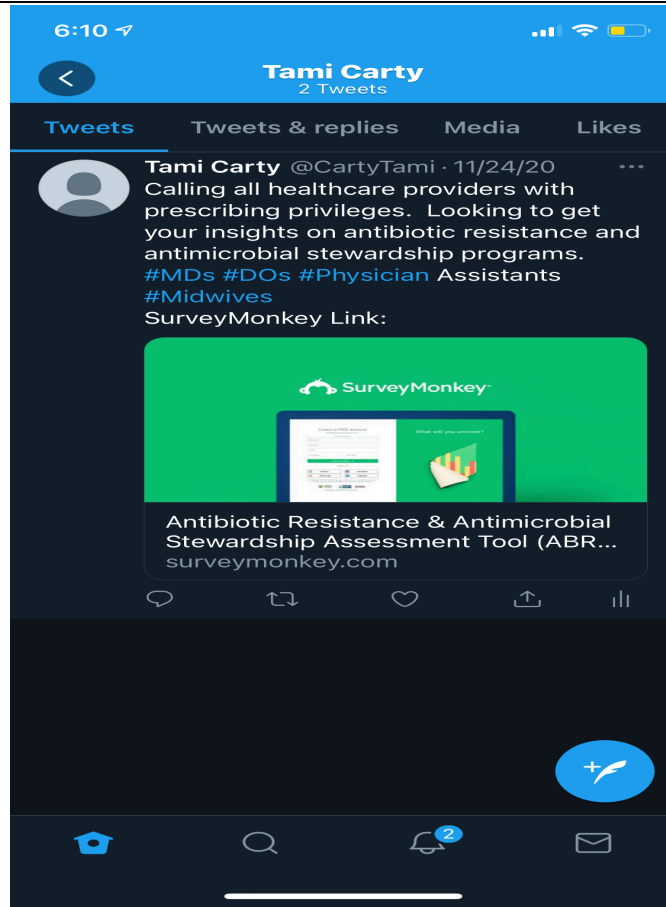 6:10
Tami Carty
2 Tweets
Tweets Tweets & replies Media Likes
Tami Carty @CartyTami · 11/24/20
Calling all healthcare providers with
prescribing privileges.  Looking to get
your insights on antibiotic resistance and
antimicrobial stewardship programs.
#MDs #DOs #Physician Assistants
#Midwives
SurveyMonkey Link:
SurveyMonkey
What will you uncover?
Antibiotic Resistance & Antimicrobial
Stewardship Assessment Tool (ABR...
surveymonkey.com
2